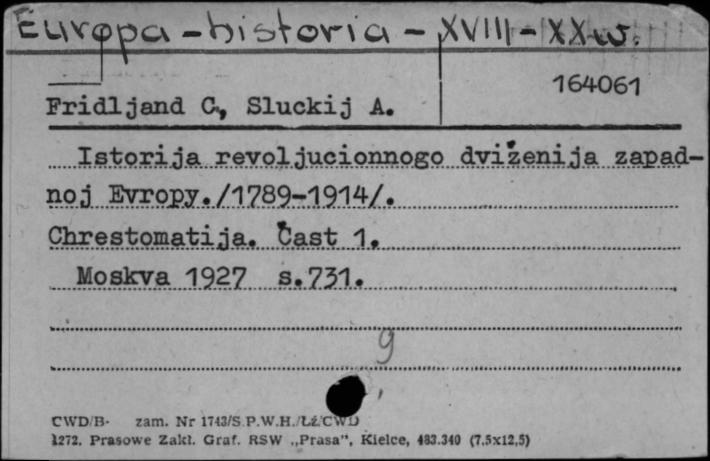 Europa - historia - XVIII - XX w.
164061
Fridljand C., Sluckij A.
Istorija revoljucionnogo dviženija zapad-
noj Evropy./1789-1914/.
Chrestomatija. Čast 1.
Moskva 1927 s.731.
g
CWD/B- zam. Nr 1743/S P.W.H./Łź/CWD
1272. Prasowe Zakł. Graf. RSW „Prasa", Kielce, 483.340 (7,5x12,5)